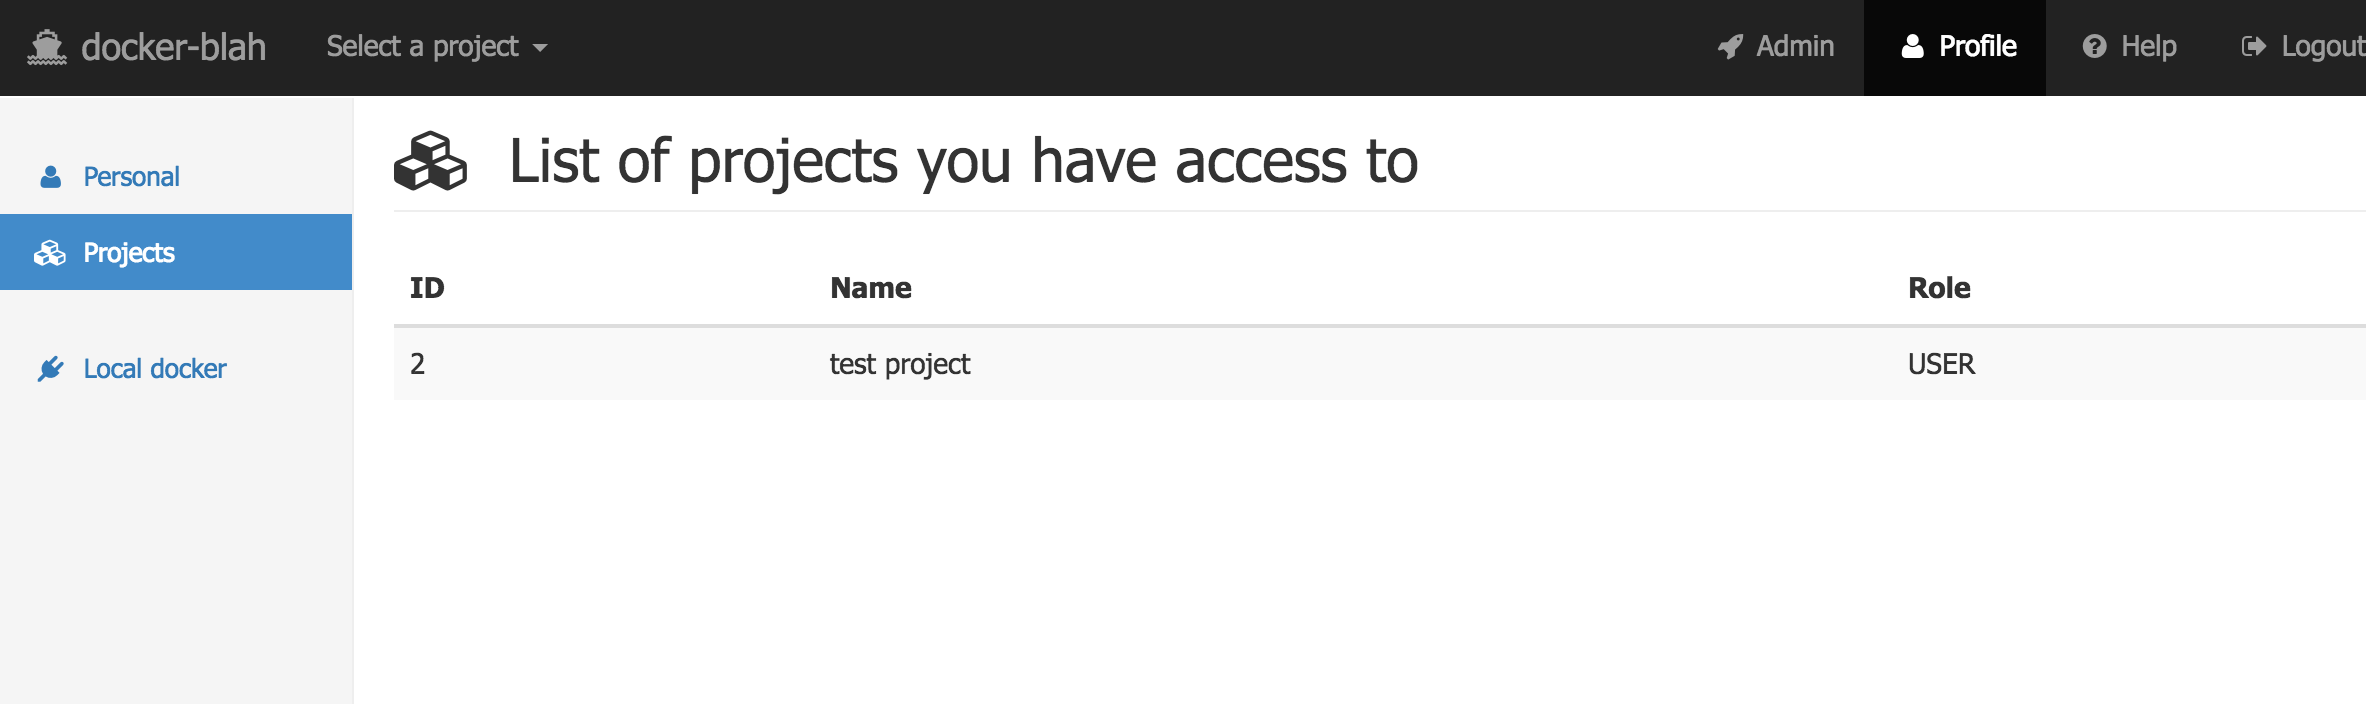 docker-blah Select a project Admin Profile Help Logout
Personal
Projects
Local docker
List of projects you have access to
ID Name Role
2 test project USER